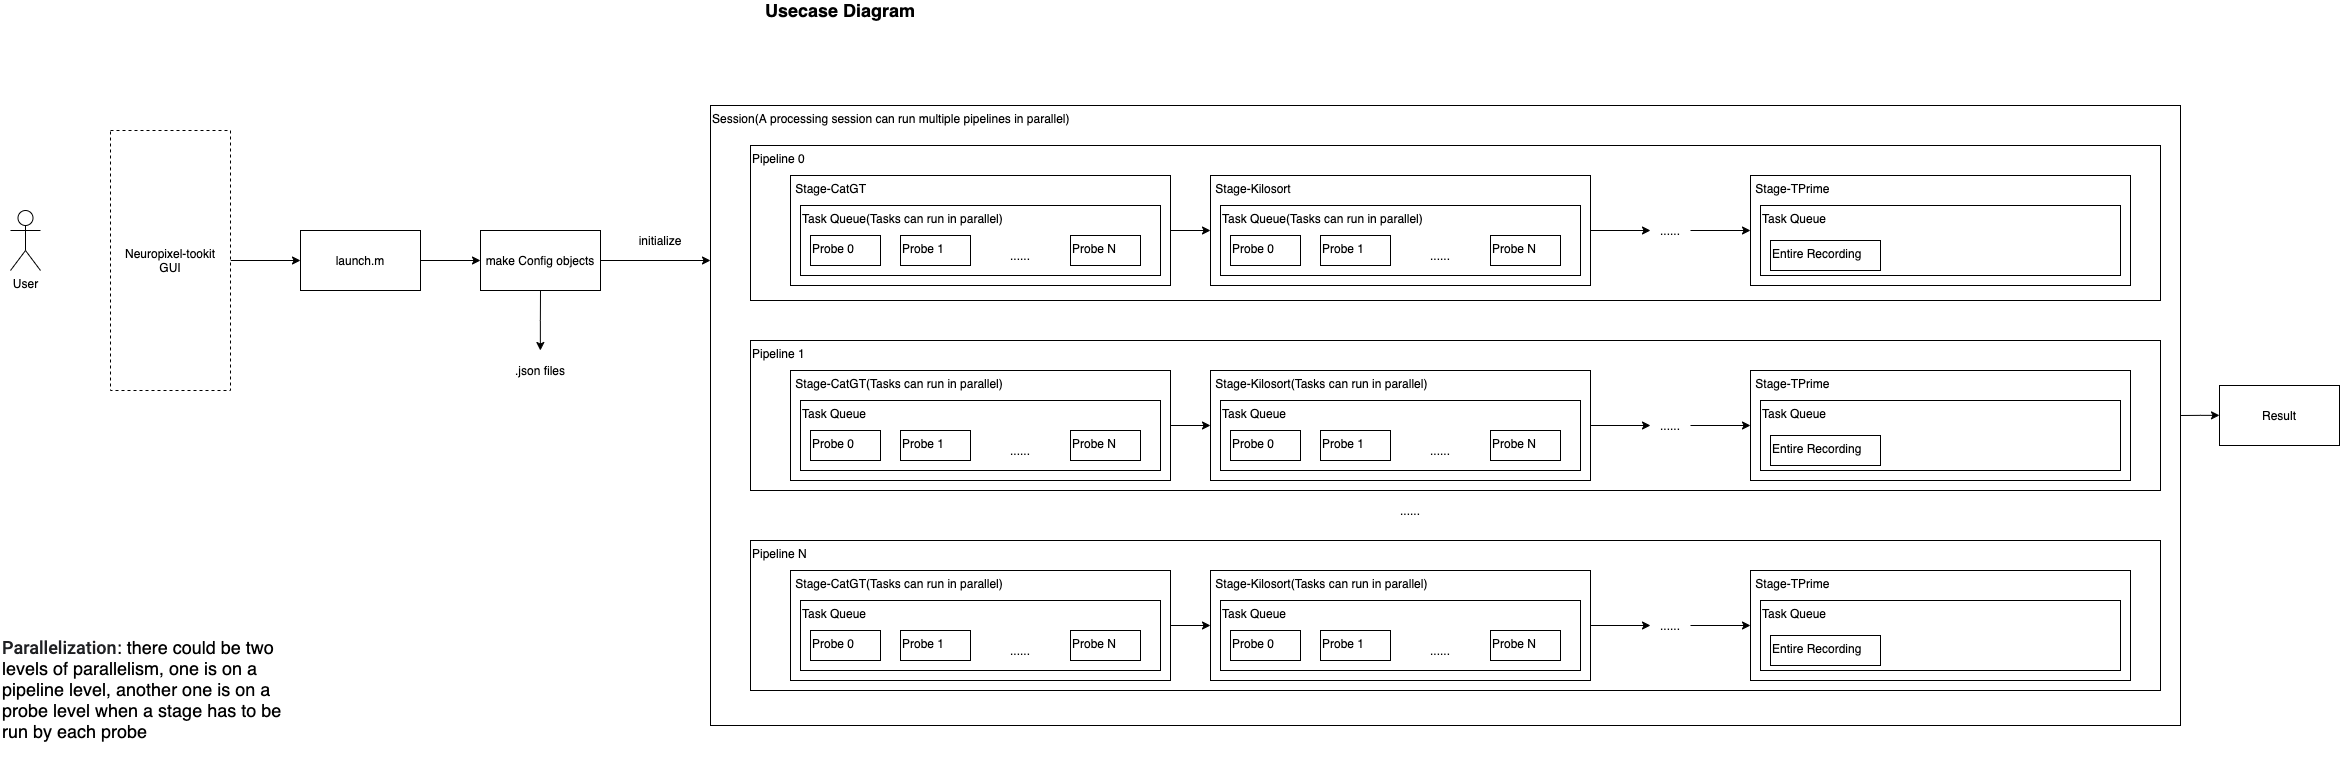 Usecase Diagram
User
Neuropixel-tookit
GUI
launch.m
make Config objects
.json files
initialize
Session(A processing session can run multiple pipelines in parallel)
Pipeline 0
Stage-CatGT
Task Queue(Tasks can run in parallel)
Probe 0
Probe 1
......
Probe N
Stage-Kilosort
Task Queue(Tasks can run in parallel)
Probe 0
Probe 1
......
Probe N
......
Stage-TPrime
Task Queue
Entire Recording
Pipeline 1
Stage-CatGT(Tasks can run in parallel)
Task Queue
Probe 0
Probe 1
......
Probe N
Stage-Kilosort(Tasks can run in parallel)
Task Queue
Probe 0
Probe 1
......
Probe N
......
Stage-TPrime
Task Queue
Entire Recording
......
Pipeline N
Stage-CatGT(Tasks can run in parallel)
Task Queue
Probe 0
Probe 1
......
Probe N
Stage-Kilosort(Tasks can run in parallel)
Task Queue
Probe 0
Probe 1
......
Probe N
......
Stage-TPrime
Task Queue
Entire Recording
Result
Parallelization: there could be two
levels of parallelism, one is on a
pipeline level, another one is on a
probe level when a stage has to be
run by each probe